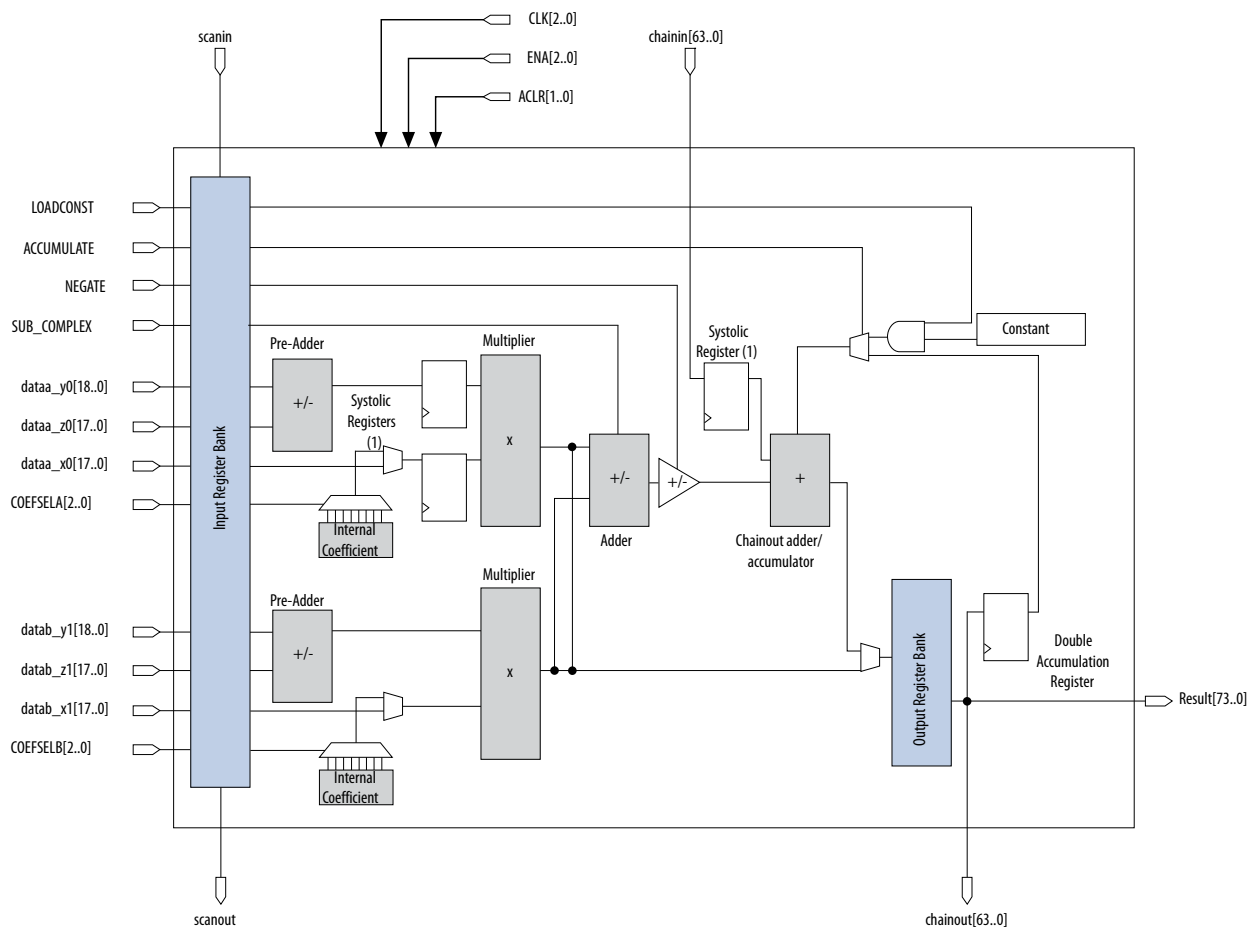 CLK[2..0]
scanin
chainin[63..0]
ENA[2..0]
ACLR[1..0]
LOADCONST
ACCUMULATE
NEGATE
SUB_COMPLEX
dataa_y0[18..0]
dataa_z0[17..0]
dataa_x0[17..0]
COEFSELA[2..0]
datab_y1[18..0]
datab_z1[17..0]
datab_x1[17..0]
COEFSELB[2..0]
Input Register Bank
Pre-Adder
+/-
Systolic
Registers
(1)
Internal
Coefficient
Multiplier
x
Pre-Adder
+/-
Internal
Coefficient
Multiplier
x
+/-
Adder
+/-
Systolic
Register (1)
+
Chainout adder/
accumulator
Constant
Output Register Bank
Double
Accumulation
Register
Result[73..0]
scanout
chainout[63..0]